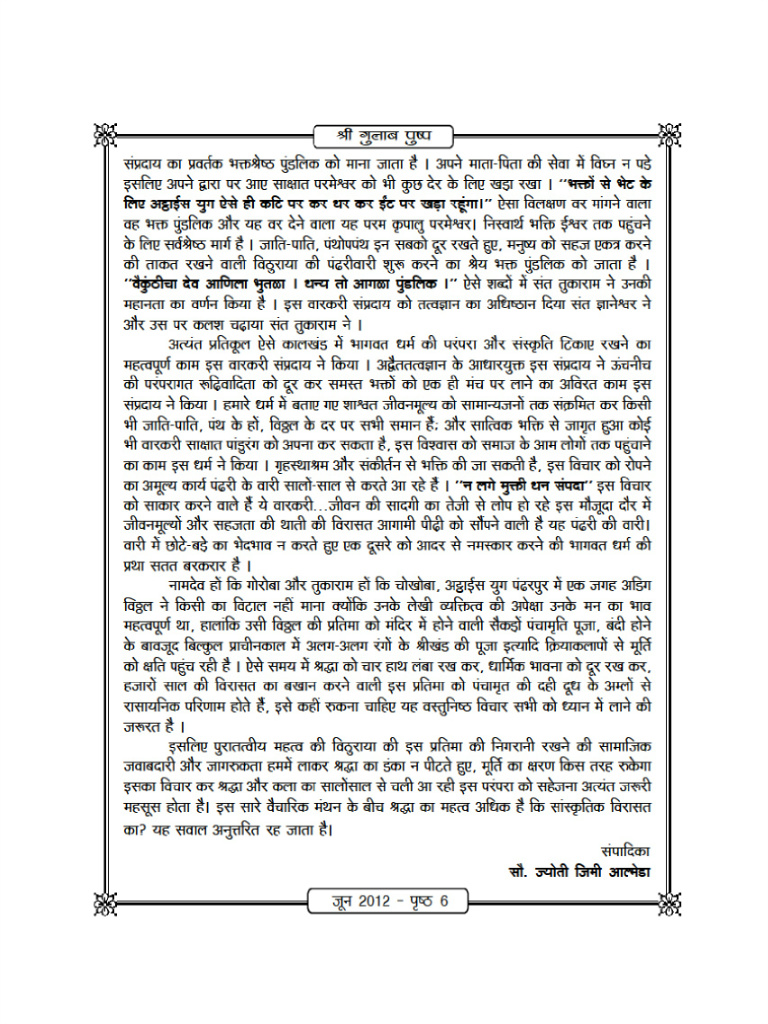 श्री गुलाब पुष्प
संप्रदाय का प्रवर्तक भक्तश्रेष्ठ पुंडलिक को माना जाता है । अपने माता-पिता की सेवा में विघ्न न पड़े
इसलिए अपने द्वारा पर आए साक्षात परमेश्वर को भी कुछ देर के लिए खड़ा रखा । ‘‘भक्तों से भेट के
लिए अठ्ठाईस युग ऐसे ही कटि पर कर धर कर ईंट पर खड़ा रहूंगा।’’ ऐसा विलक्षण वर मांगने वाला
वह भक्त पुंडलिक और यह वर देने वाला यह परम कृपालु परमेश्वर। निस्वार्थ भक्ति ईश्वर तक पहुंचने
के लिए सर्वश्रेष्ठ मार्ग है । जाति-पाति, पंथोपथंध इन सबको दूर रखते हुए, मनुष्य को सहज एकत्र करने
की ताकत रखने वाली विठुराया की पंढरीवारी शुरू करने का श्रेय भक्त पुंडलिक को जाता है ।
‘‘वैकुंठीचा देव आणिला भुतळा । धन्य तो आगळा पुंडलिक ।’’ ऐसे शब्दों में संत तुकाराम ने उनकी
महानता का वर्णन किया है । इस वारकरी संप्रदाय को तत्वज्ञान का अधिष्ठान दिया संत ज्ञानेश्वर ने
और उस पर कलश चढ़ाया संत तुकाराम ने ।
अत्यंत प्रतिकूल ऐसे कालखंड में भागवत धर्म की परंपरा और संस्कृति टिकाए रखने का
महत्वपूर्ण काम इस वारकरी संप्रदाय ने किया । अद्वैततत्वज्ञान के आधारयुक्त इस संप्रदाय ने ऊंचनीच
की परंपरागत रूढ़िवादिता को दूर कर समस्त भक्तों को एक ही मंच पर लाने का अविरत काम इस
संप्रदाय ने किया । हमारे धर्म में बताए गए शाश्वत जीवनमूल्य को सामान्यजनों तक संक्रमित कर किसी
भी जाति-पाति, पंथ के हों, विठ्ठल के दर पर सभी समान हैं; और सात्विक भक्ति से जागृत हुआ कोई
भी वारकरी साक्षात पांडुरंग को अपना कर सकता है, इस विश्वास को समाज के आम लोगों तक पहुंचाने
का काम इस धर्म ने किया । गृहस्थाश्रम और संकीर्तन से भक्ति की जा सकती है, इस विचार को रोपने
का अमूल्य कार्य पंढरी के वारी सालों-साल से करते आ रहे हैं । ‘‘न लगे मुक्ती धन संपदा’’ इस विचार
को साकार करने वाले हैं ये वारकरी...जीवन की सादगी का तेजी से लोप हो रहे इस मौजूदा दौर में
जीवनमूल्यों और सहजता की थाती की विरासत आगामी पीढ़ी को सौंपने वाली है यह पंढरी की वारी।
वारी में छोटे-बड़े का भेदभाव न करते हुए एक दूसरे को आदर से नमस्कार करने की भागवत धर्म की
प्रथा सतत बरकरार है ।
नामदेव हों कि गोरोबा और तुकाराम हों कि चोखोबा, अठ्ठाईस युग पंढरपुर में एक जगह अडिग
विठ्ठल ने किसी का विटाल नहीं माना क्योंकि उनके लेखी व्यक्तित्व की अपेक्षा उनके मन का भाव
महत्वपूर्ण था, हालांकि उसी विठ्ठल की प्रतिमा को मंदिर में होने वाली सैकड़ों पंचामृति पूजा, बंदी होने
के बावजूद बिल्कुल प्राचीनकाल में अलग-अलग रंगों के श्रीखंड की पूजा इत्यादि क्रियाकलापों से मूर्ति
को क्षति पहुंच रही है । ऐसे समय में श्रद्धा को चार हाथ लंबा रख कर, धार्मिक भावना को दूर रख कर,
हजारों साल की विरासत का बखान करने वाली इस प्रतिमा को पंचामृत की दही दूध के अम्लों से
रासायनिक परिणाम होते हैं, इसे कहीं रुकना चाहिए यह वस्तुनिष्ठ विचार सभी को ध्यान में लाने की
जरूरत है ।
इसलिए पुरातत्वीय महत्व की विठुराया की इस प्रतिमा की निगरानी रखने की सामाजिक
जवाबदारी और जागरुकता हममें लाकर श्रद्धा का डंका न पीटते हुए, मूर्ति का क्षरण किस तरह रुकेगा
इसका विचार कर श्रद्धा और कला का सालोंसाल से चली आ रही इस परंपरा को सहेजना अत्यंत जरूरी
महसूस होता है। इस सारे वैचारिक मंथन के बीच श्रद्धा का महत्व अधिक है कि सांस्कृतिक विरासत
का? यह सवाल अनुत्तरित रह जाता है।
संपादिका
सौ. ज्योती जिमी आल्मेडा
जून 2012 - पृष्ठ 6